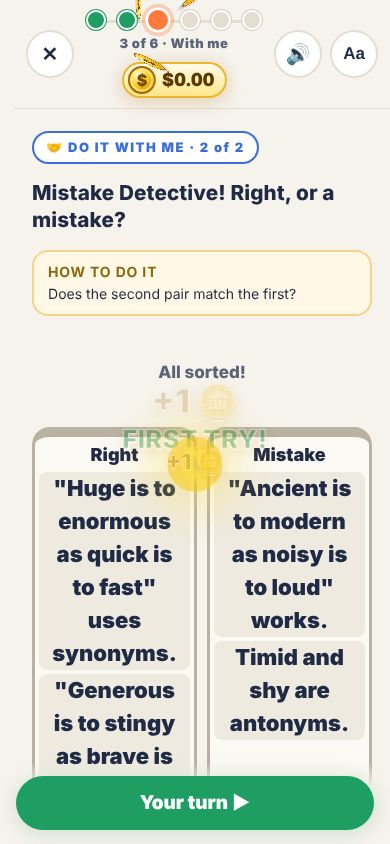 3 of 6 · With me
Aa
$ $0.00
DO IT WITH ME · 2 of 2
Mistake Detective! Right, or a
mistake?
HOW TO DO IT
Does the second pair match the first?
All sorted!
+1
FIRST TRY!
+1
Right
Mistake
"Huge is to
enormous
as quick is
to fast"
uses
synonyms.
"Generous
is to stingy
as brave is
"Ancient is
to modern
as noisy is
to loud"
works.
Timid and
shy are
antonyms.
Your turn ▶